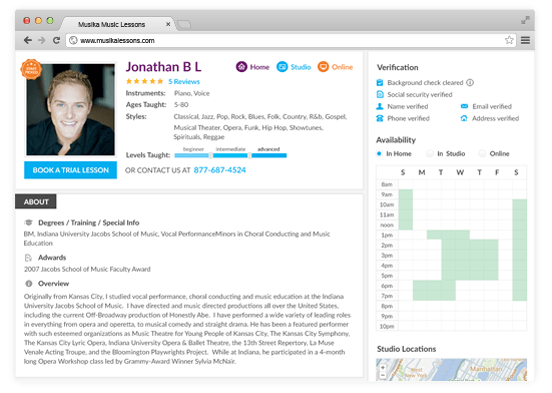 Musika Music Lessons
www.musikalessons.com
STAFF PICKED!
Jonathan B L
Home Studio Online
5 Reviews
Instruments: Piano, Voice
Ages Taught: 5-80
Styles: Classical, Jazz, Pop, Rock, Blues, Folk, Country, R&b, Gospel,
Musical Theater, Opera, Funk, Hip Hop, Showtunes,
Spirituals, Reggae
Levels Taught: beginner intermediate advanced
BOOK A TRIAL LESSON
OR CONTACT US AT 877-687-4524
ABOUT
Degrees / Training / Special Info
BM, Indiana University Jacobs School of Music, Vocal PerformanceMinors in Choral Conducting and Music
Education
Adwards
2007 Jacobs School of Music Faculty Award
Overview
Originally from Kansas City, I studied vocal performance, choral conducting and music education at the Indiana
University Jacobs School of Music. I have directed and music directed productions all over the United States,
including the current Off-Broadway production of Honestly Abe. I have performed a wide variety of leading roles
in everything from opera and operetta, to musical comedy and straight drama. He has been a featured performer
with such esteemed organizations as Music Theater for Young People of Kansas City, The Kansas City Symphony,
The Kansas City Lyric Opera, Indiana University Opera & Ballet Theater, the 13th Street Repertory, La Muse
Venale Acting Troupe, and the Bloomington Playwrights Project. While at Indiana, he participated in a 4-month
long Opera Workshop class led by Grammy-Award Winner Sylvia McNair.
Verification
Background check cleared
Social security verified
Name verified Email verified
Phone verified Address verified
Availability
In Home In Studio Online
S M T W T F S
8am
9am
10am
11am
noon
1pm
2pm
3pm
4pm
5pm
6pm
7pm
8pm
9pm
10pm
Studio Locations
West
New York
Manhattan